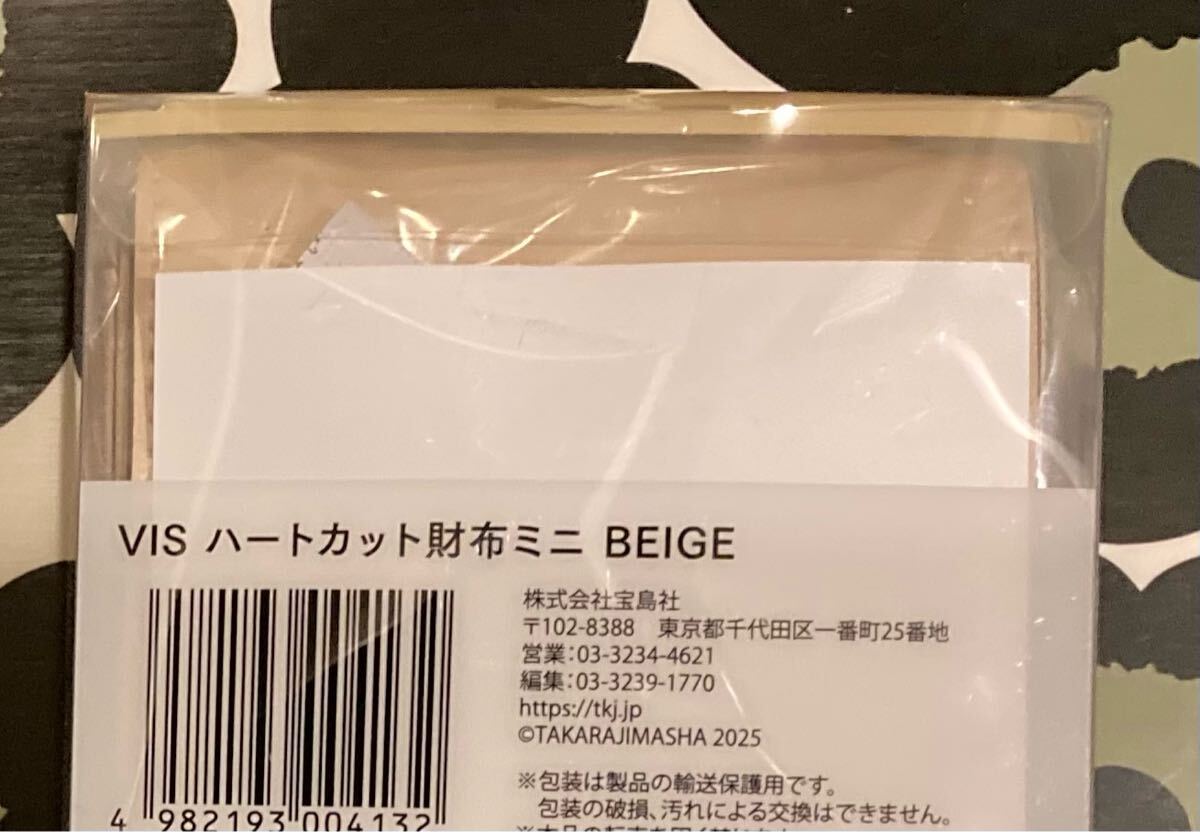 VIS ハートカット財布ミニ BEIGE
株式会社宝島社
〒102-8388 東京都千代田区一番町25番地
営業:03-3234-4621
編集:03-3239-1770
https://tkj.jp
©TAKARAJIMASHA 2025
※包装は製品の輸送保護用です。
包装の破損、汚れによる交換はできません。
4 982193 004132